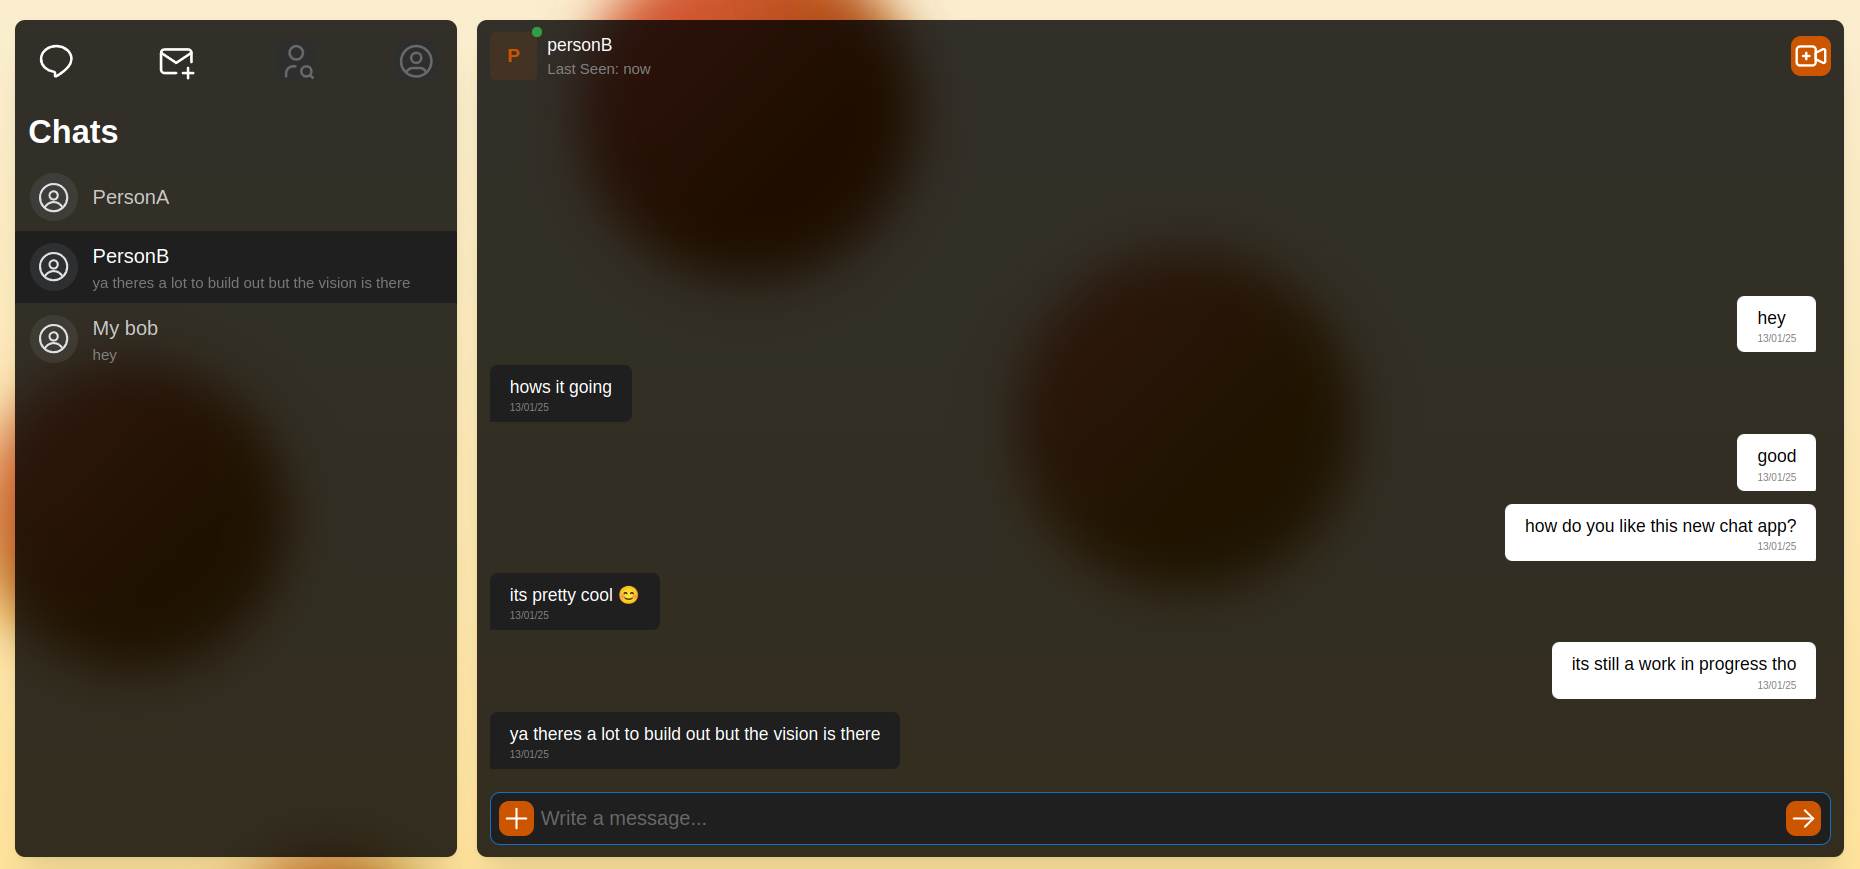 Chats
PersonA
PersonB
ya theres a lot to build out but the vision is there
My bob
hey
P
personB
Last Seen: now
hey
13/01/25
hows it going
13/01/25
good
13/01/25
how do you like this new chat app?
13/01/25
its pretty cool 😊
13/01/25
its still a work in progress tho
13/01/25
ya theres a lot to build out but the vision is there
13/01/25
Write a message...